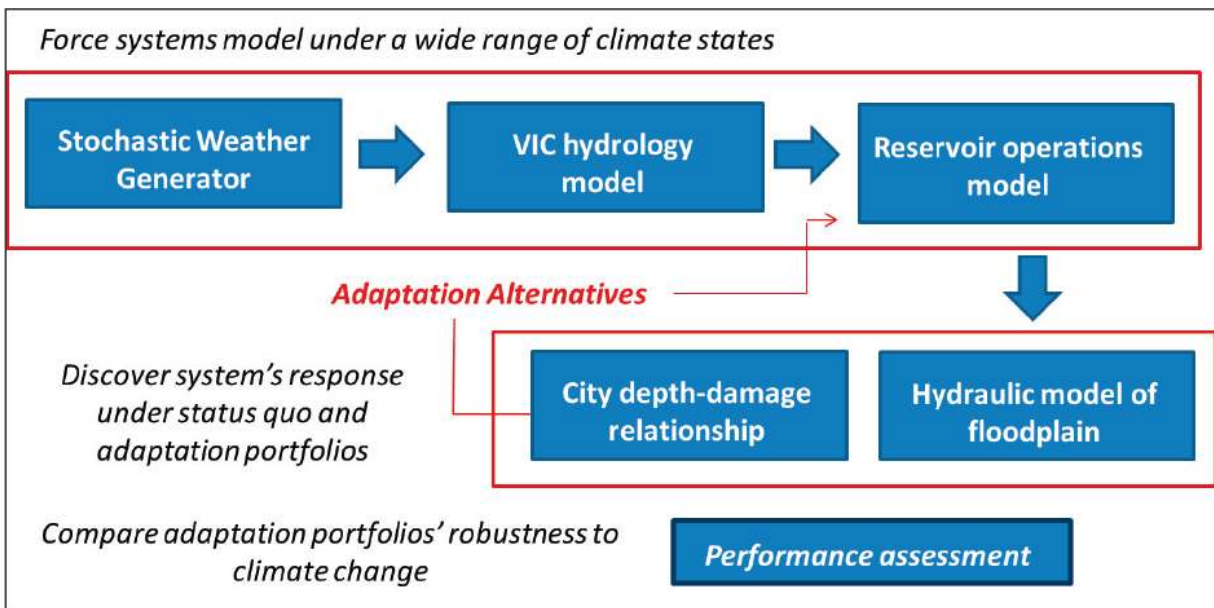 Force systems model under a wide range of climate states
Stochastic Weather
Generator
VIC hydrology
model
Reservoir operations
model
Adaptation Alternatives
Discover system's response
under status quo and
adaptation portfolios
City depth-damage
relationship
Hydraulic model of
floodplain
Compare adaptation portfolios' robustness to
climate change
Performance assessment